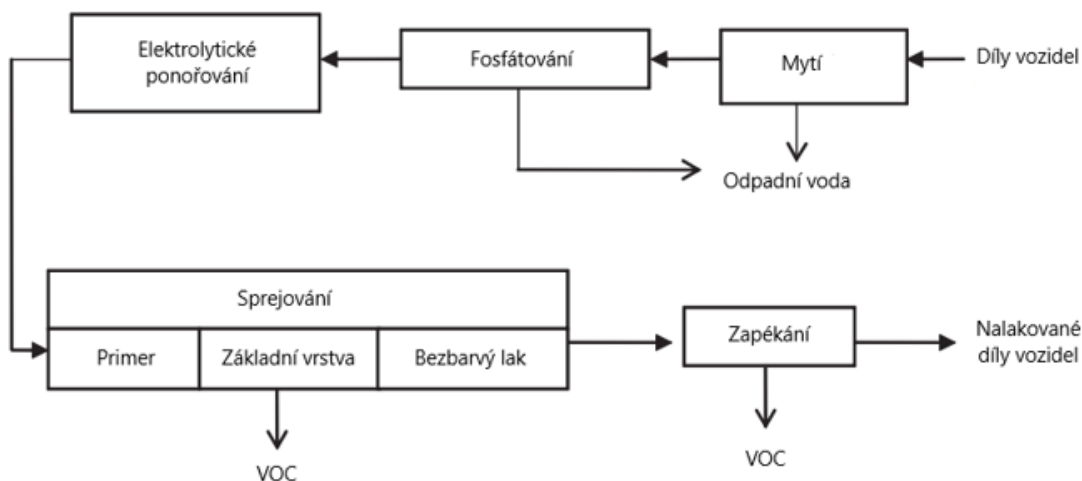 Elektrolytické
ponořování
Fosfátování
Mytí
Díly vozidel
Odpadní voda
Sprejování
Primer
Základní vrstva
Bezbarvý lak
Zapékání
Nalakované
díly vozidel
VOC
VOC